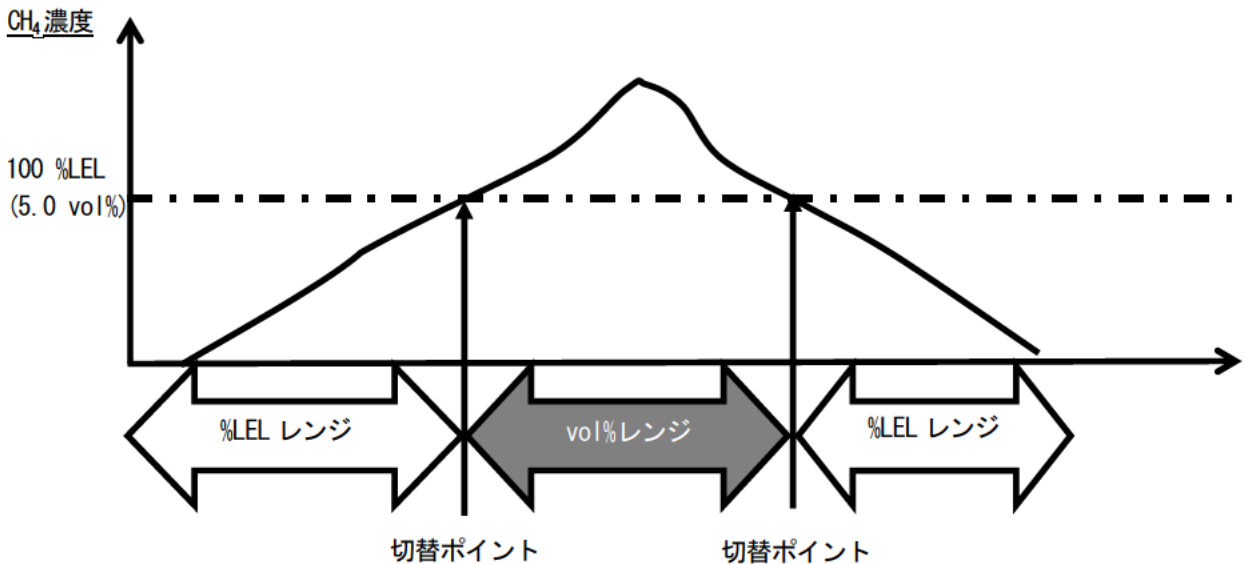 CH₄濃度
100 %LEL
(5.0 vol%)
%LEL レンジ
vol%レンジ
%LEL レンジ
切替ポイント
切替ポイント